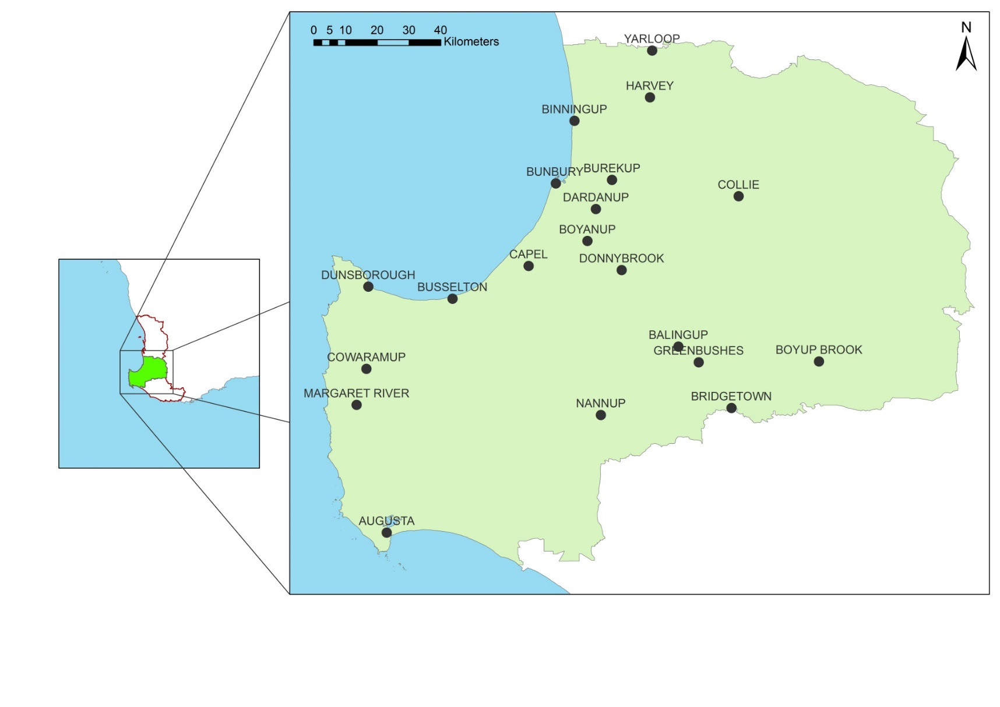 0 5 10 20 30 40
Kilometers
N
YARLOOP
HARVEY
BINNINGUP
BUNBURY
BUREKUP
COLLIE
DARDANUP
BOYANUP
CAPEL
DONNYBROOK
DUNSBOROUGH
BUSSELTON
BALINGUP
GREENBUSHES
BOYUP BROOK
COWARAMUP
MARGARET RIVER
NANNUP
BRIDGETOWN
AUGUSTA